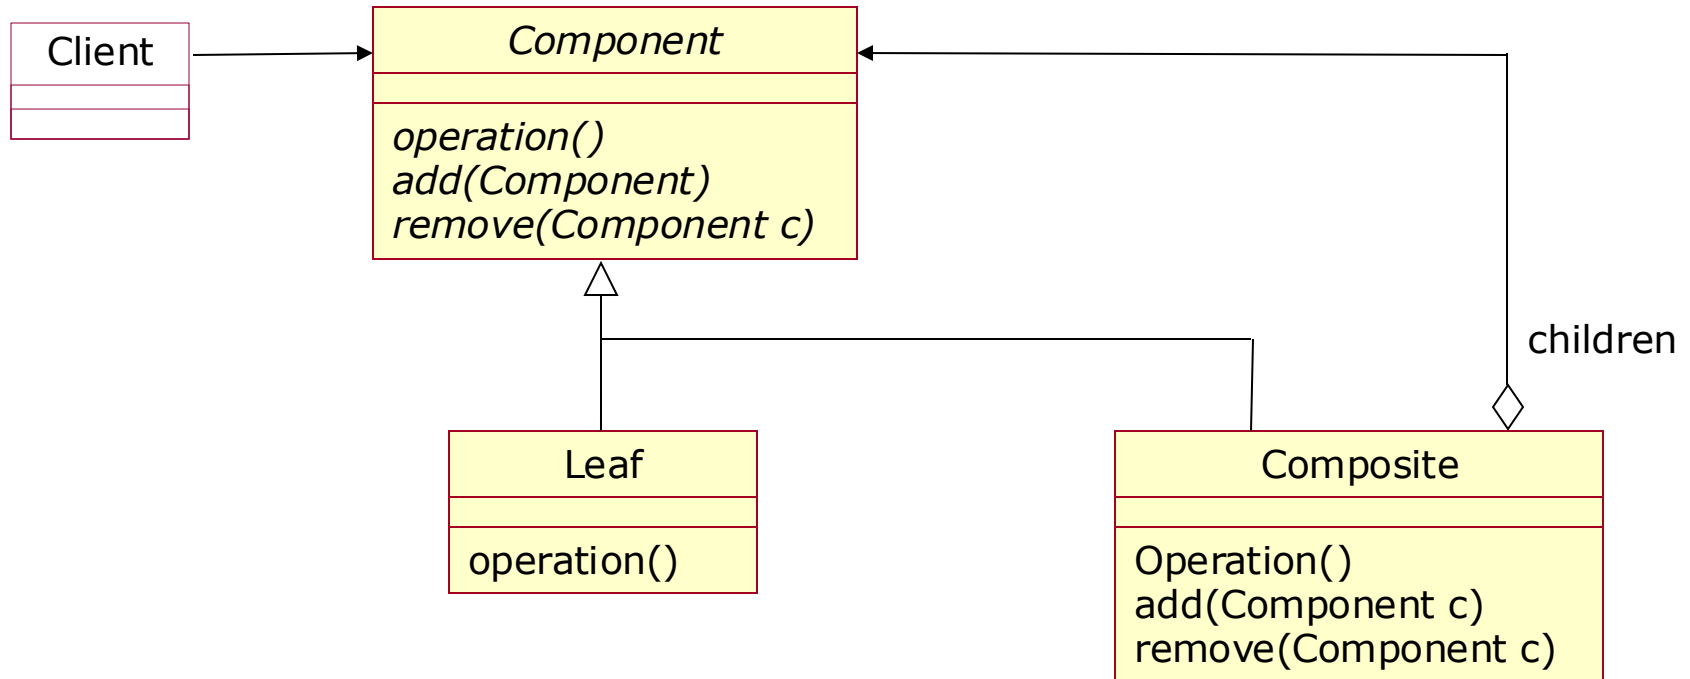 Client
Component
operation()
add(Component)
remove(Component c)
children
Leaf
operation()
Composite
Operation()
add(Component c)
remove(Component c)